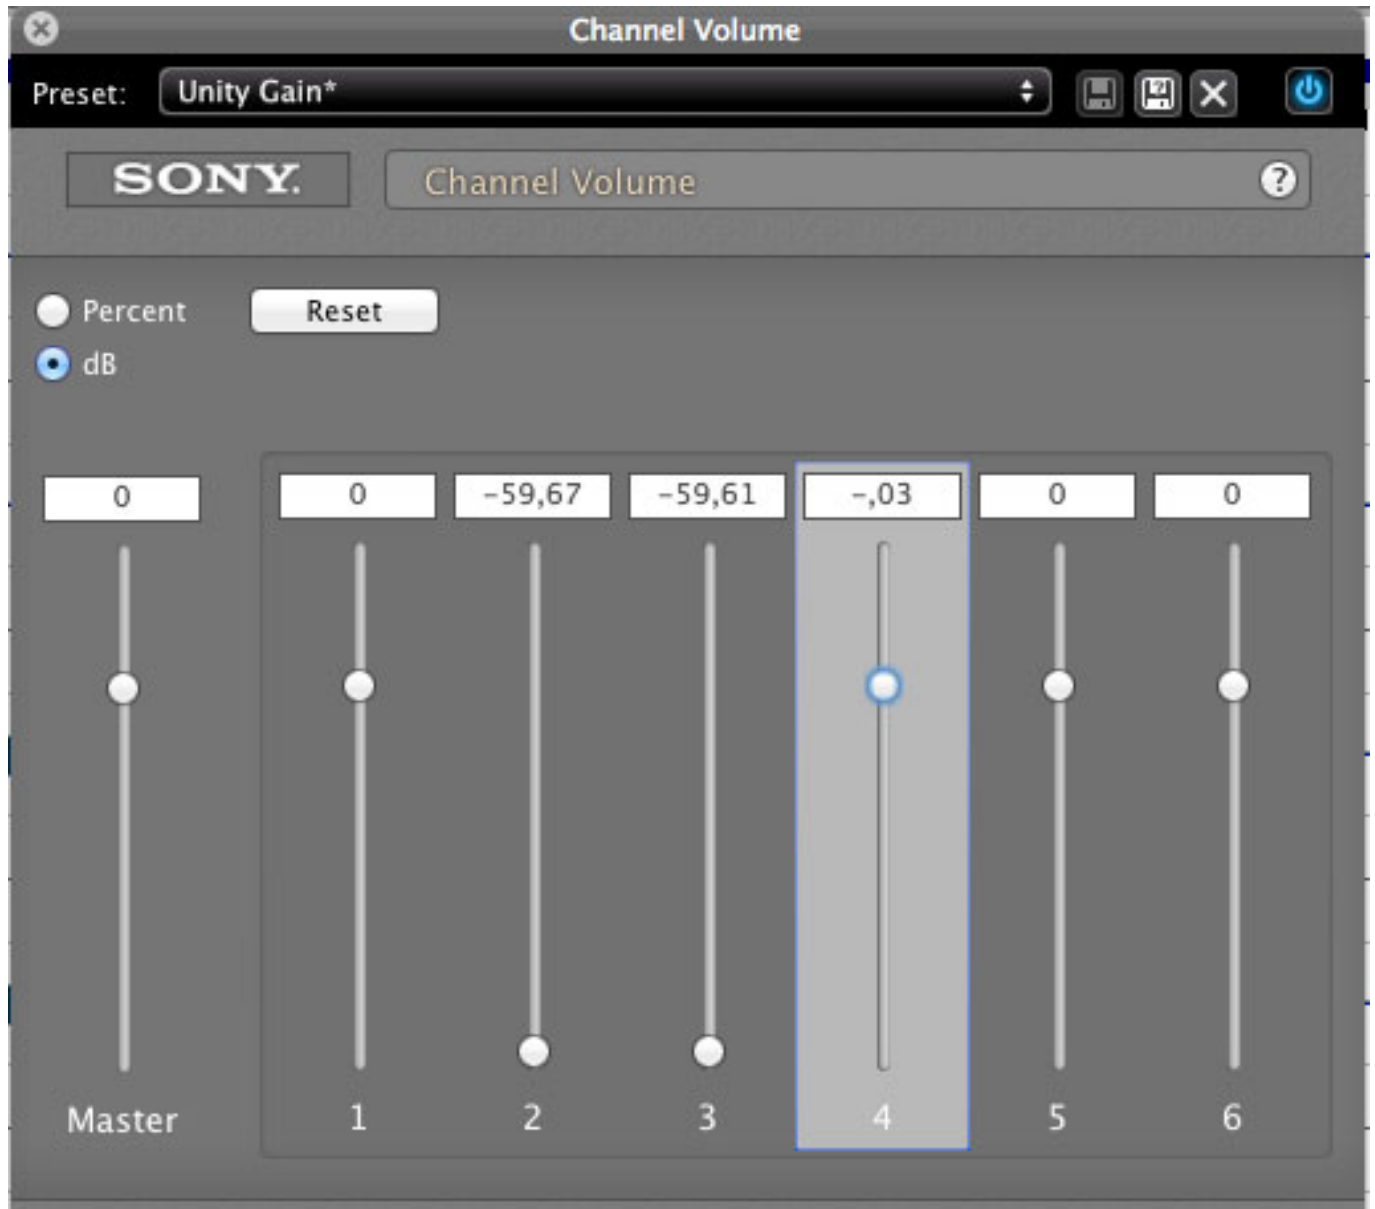 Channel Volume
Preset: Unity Gain*
SONY. Channel Volume ?
Percent Reset
dB
0 0 -59,67 -59,61 -,03 0 0
Master 1 2 3 4 5 6